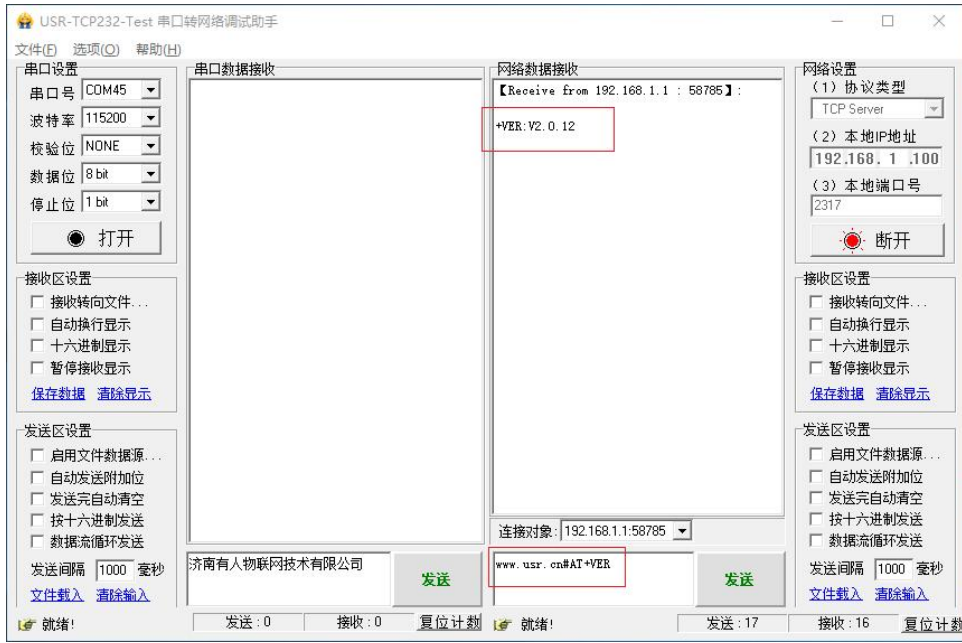 USR-TCP232-Test 串口转网络调试助手
文件(F) 选项(O) 帮助(H)
串口设置
串口号 COM45
波特率 115200
校验位 NONE
数据位 8 bit
停止位 1 bit
打开
接收区设置
接收转向文件...
自动换行显示
十六进制显示
暂停接收显示
保存数据 清除显示
发送区设置
启用文件数据源...
自动发送附加位
发送完自动清空
按十六进制发送
数据流循环发送
发送间隔 1000 毫秒
文件载入 清除输入
串口数据接收
济南有人物联网技术有限公司
发送
网络数据接收
【Receive from 192.168.1.1 : 58785】:
+VER:V2.0.12
连接对象: 192.168.1.1:58785
www.usr.cn#AT+VER
发送
网络设置
(1) 协议类型
TCP Server
(2) 本地IP地址
192.168. 1 .100
(3) 本地端口号
2317
断开
接收区设置
接收转向文件...
自动换行显示
十六进制显示
暂停接收显示
保存数据 清除显示
发送区设置
启用文件数据源...
自动发送附加位
发送完自动清空
按十六进制发送
数据流循环发送
发送间隔 1000 毫秒
文件载入 清除输入
就绪! 发送:0 接收:0 复位计数
就绪! 发送:17 接收:16 复位计数